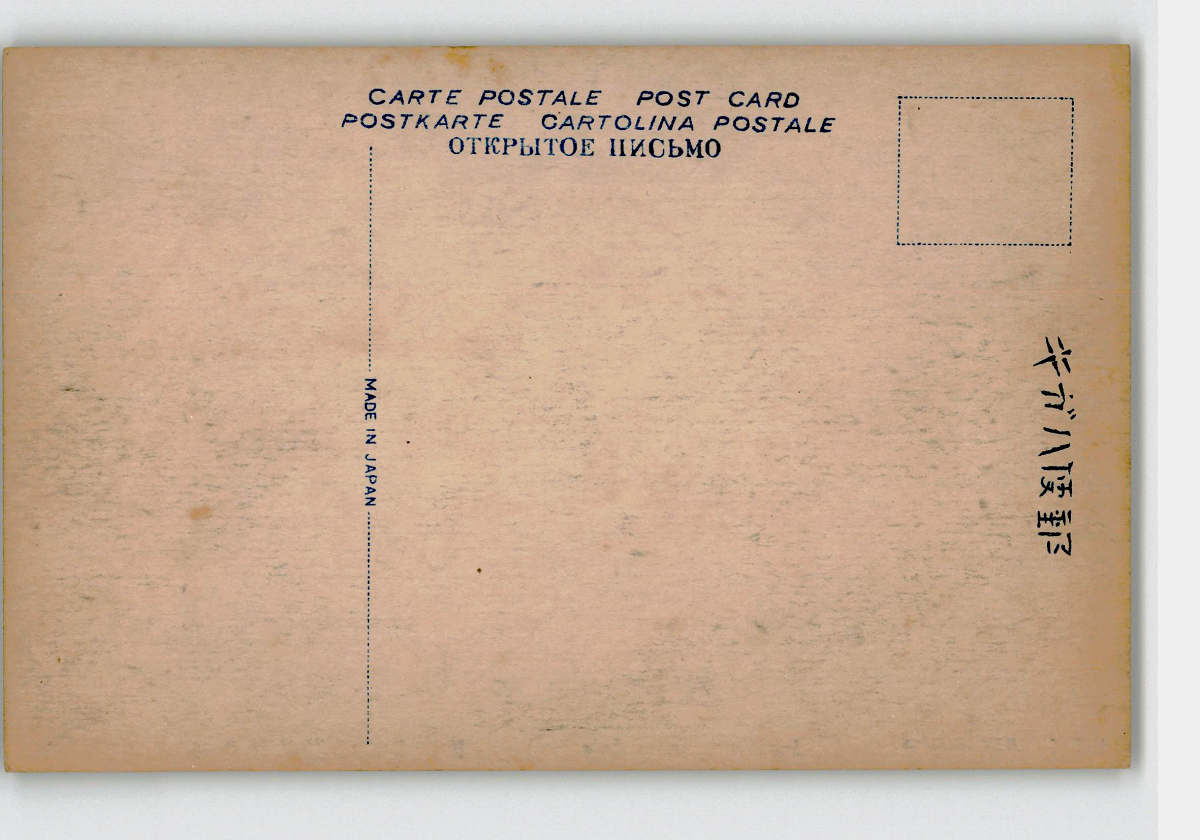 CARTE POSTALE POST CARD
POSTKARTE CARTOLINA POSTALE
ОТКРЫТОЕ ПИСЬМО
MADE IN JAPAN
キガハ便郵